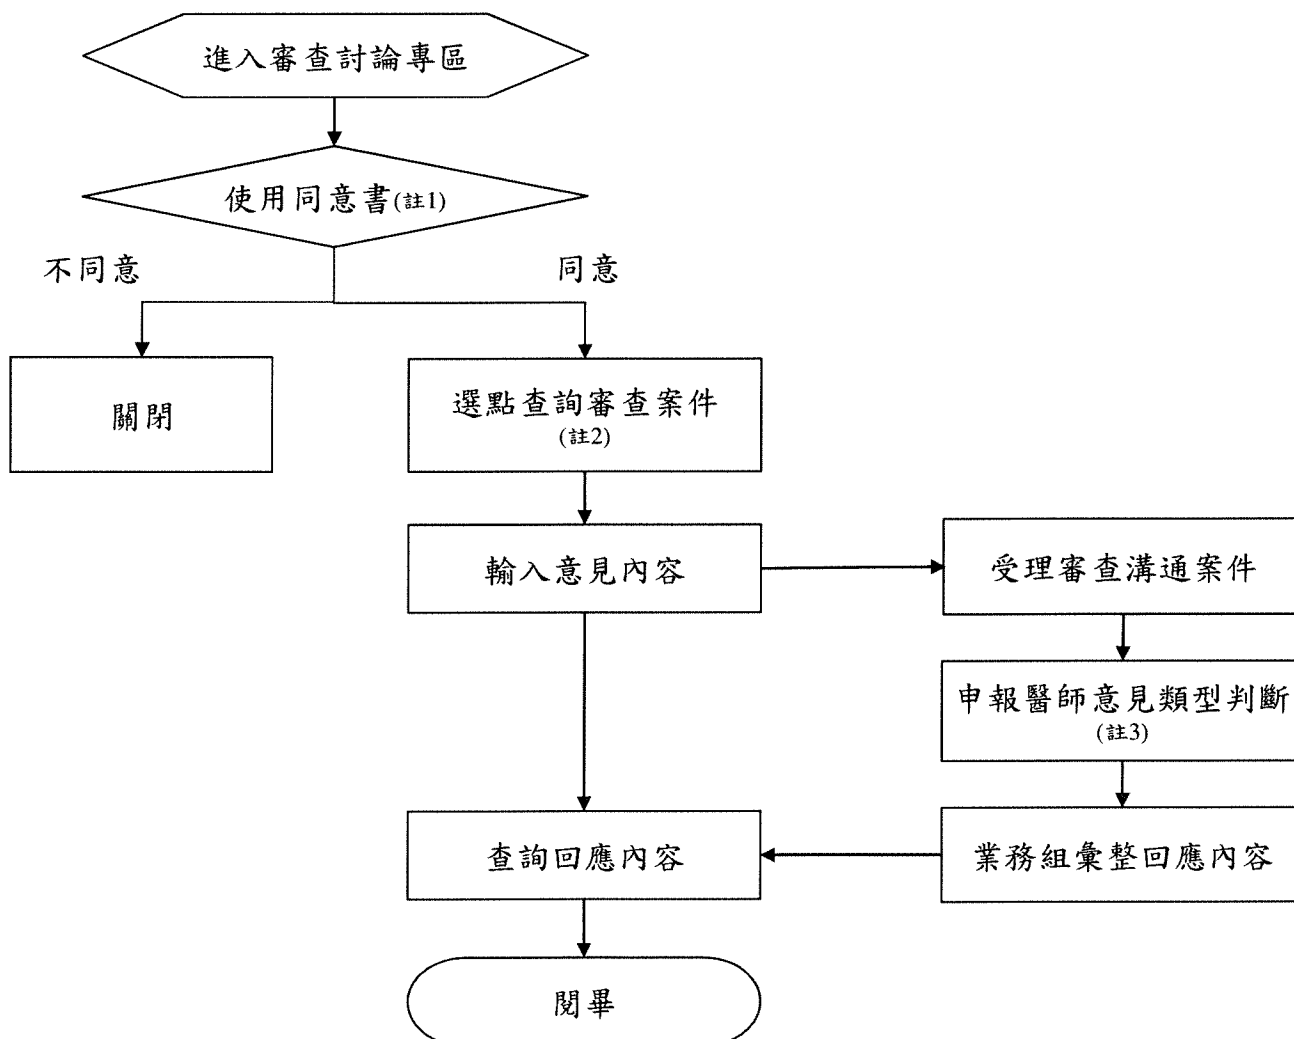 進入審查討論專區
使用同意書(註1)
不同意
同意
關閉
選點查詢審查案件
(註2)
輸入意見內容
受理審查溝通案件
申報醫師意見類型判斷
(註3)
查詢回應內容
業務組彙整回應內容
閱畢